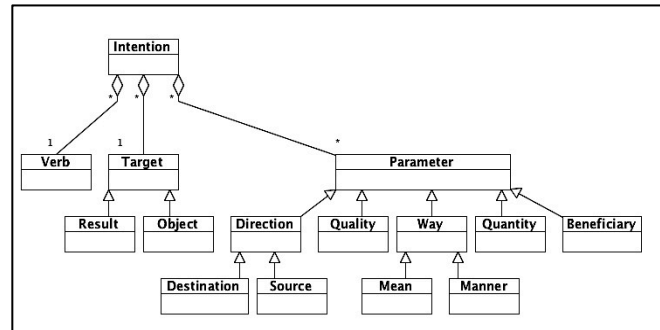 Intention
* * *
1 1 *
Verb Target Parameter
Result Object Direction Quality Way Quantity Beneficiary
Destination Source Mean Manner